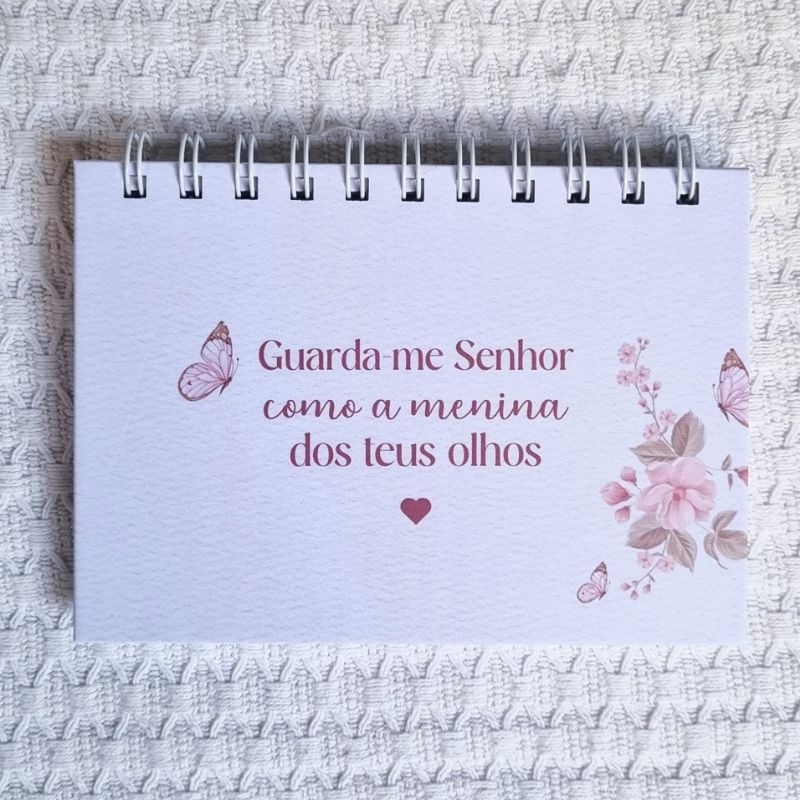 Guarda-me Senhor
como a menina
dos teus olhos